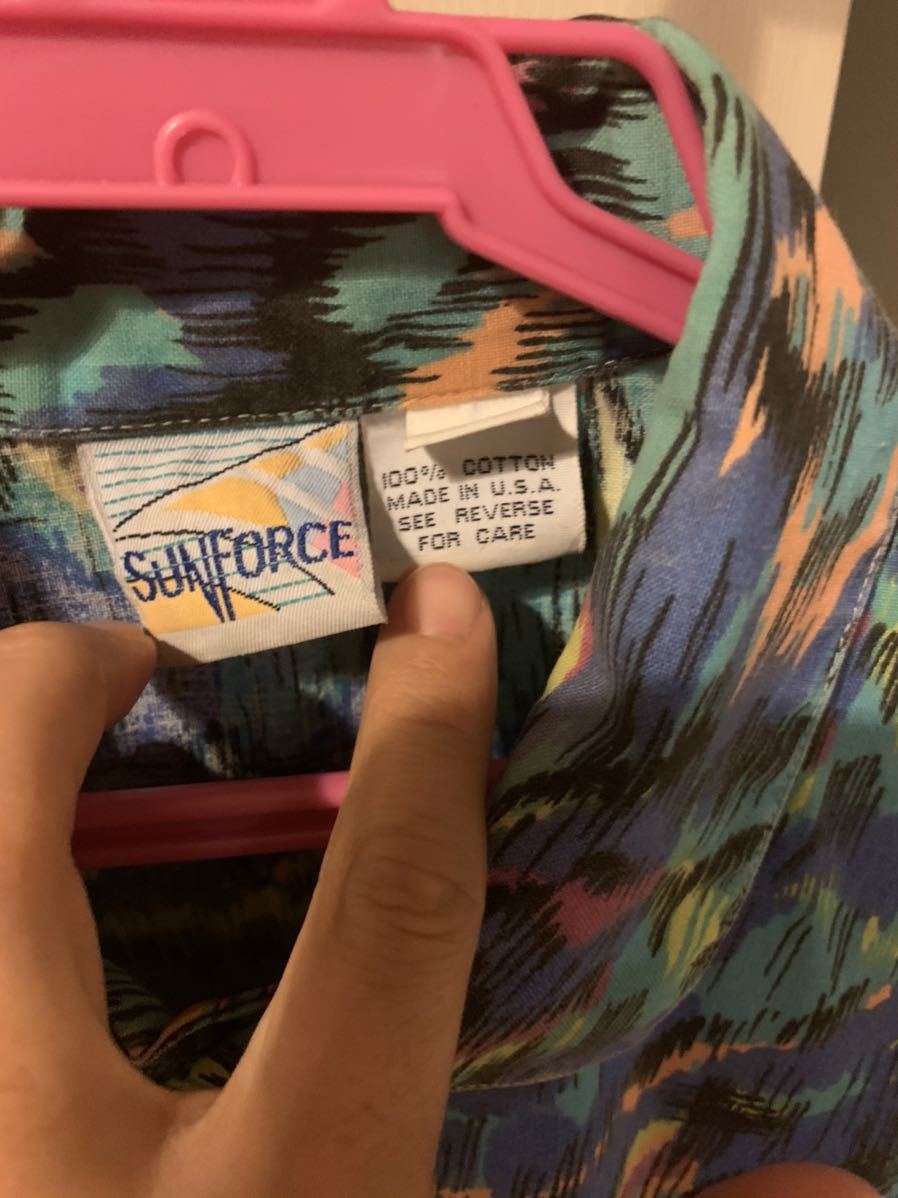 SUNFORCE
100% COTTON
MADE IN U.S.A.
SEE REVERSE
FOR CARE